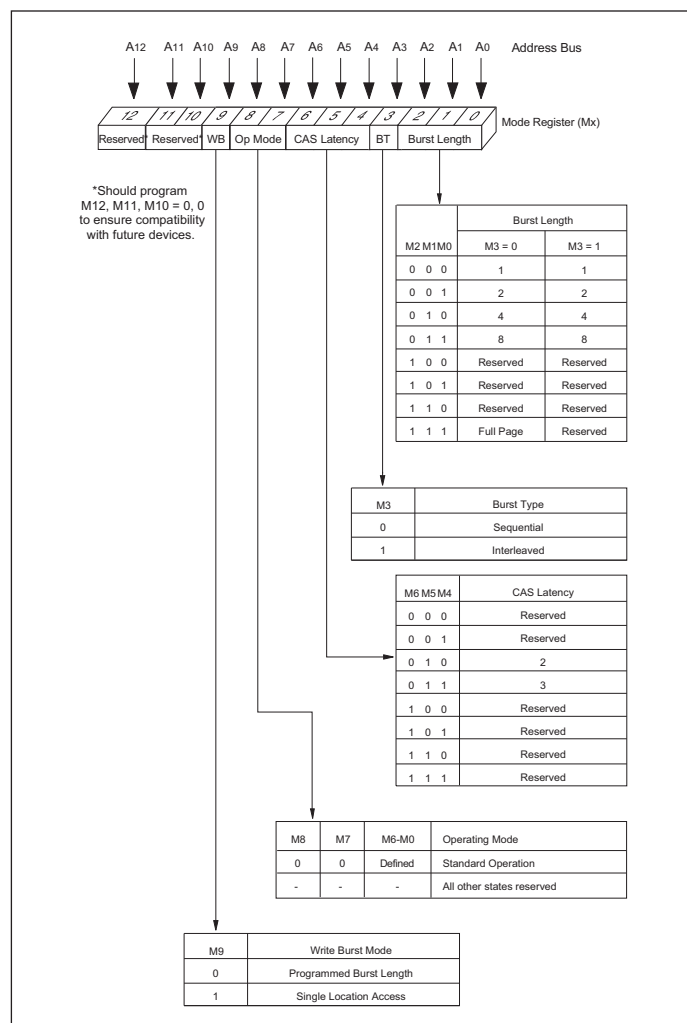 A12 A11 A10 A9 A8 A7 A6 A5 A4 A3 A2 A1 A0 Address Bus
12 11 10 9 8 7 6 5 4 3 2 1 0
Mode Register (Mx)
Reserved* Reserved* WB Op Mode CAS Latency BT Burst Length
*Should program
M12, M11, M10 = 0, 0
to ensure compatibility
with future devices.
Burst Length
M2 M1M0 M3 = 0 M3 = 1
0 0 0 1 1
0 0 1 2 2
0 1 0 4 4
0 1 1 8 8
1 0 0 Reserved Reserved
1 0 1 Reserved Reserved
1 1 0 Reserved Reserved
1 1 1 Full Page Reserved
M3 Burst Type
0 Sequential
1 Interleaved
M6 M5 M4 CAS Latency
0 0 0 Reserved
0 0 1 Reserved
0 1 0 2
0 1 1 3
1 0 0 Reserved
1 0 1 Reserved
1 1 0 Reserved
1 1 1 Reserved
M8 M7 M6-M0 Operating Mode
0 0 Defined Standard Operation
- - - All other states reserved
M9 Write Burst Mode
0 Programmed Burst Length
1 Single Location Access